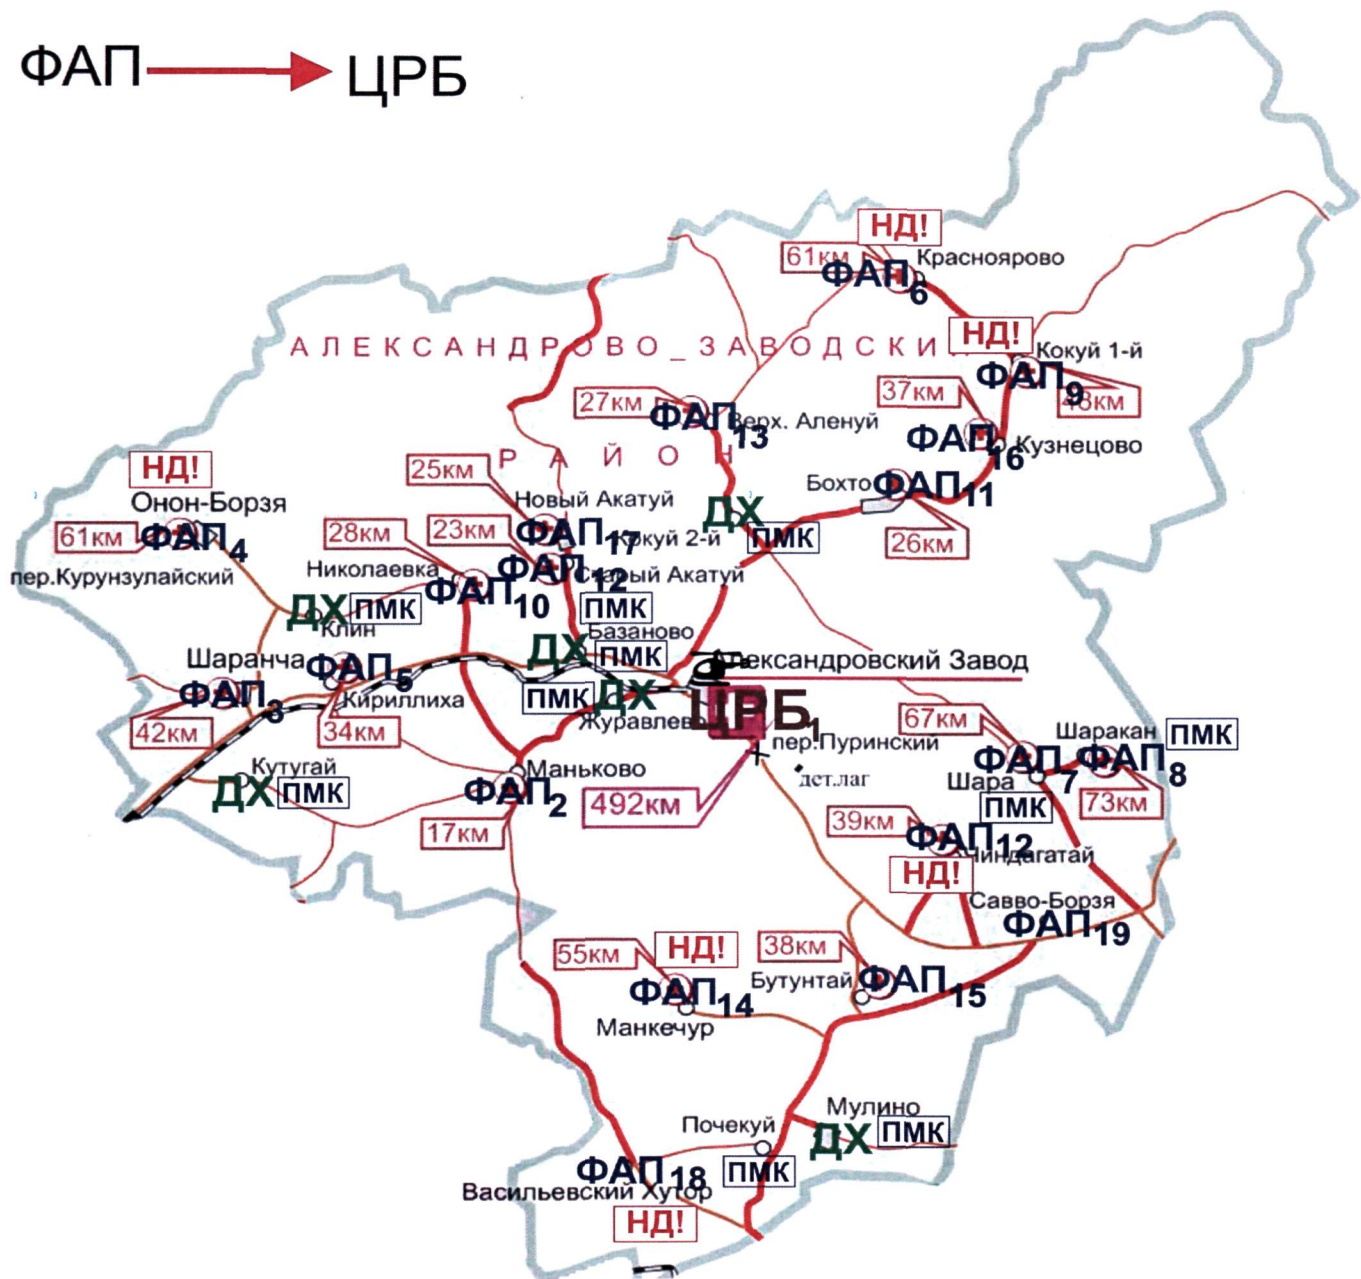 ФАП ЦРБ
НД!
61км
Красноярово
ФАП6
НД!
АЛЕКСАНДРОВО_ЗАВОДСКИ
Кокуй 1-й
ФАП9
48км
37км
27км
ФАП13
Верх. Аленуй
ФАП16
Кузнецово
РАЙОН
25км
НД!
Новый Акатуй
Бохто
ФАП11
Онон-Борзя
61км
ФАП4
28км
23км
ФАП17
Кокуй 2-й
ДХ
ПМК
26км
пер.Курунзулайский
Николаевка
ФАП12
Старый Акатуй
ФАП10
ДХ
ПМК
Клин
ПМК
Базаново
ДХ
ПМК
Шаранча
ФАП5
Александровский Завод
ФАП3
Кириллиха
ПМК
ДХ
Журавлево
ЦРБ1
42км
34км
67км
Шаракан
ПМК
пер.Пуринский
Кутугай
ДХ
ПМК
Маньково
дет.лаг
ФАП7
ФАП8
Шара
ФАП2
492км
ПМК
73км
17км
39км
ФАП12
Чиндагатай
НД!
Савво-Борзя
ФАП19
55км
НД!
38км
Бутунтай
ФАП15
ФАП14
Манкечур
Мулино
Почекуй
ДХ
ПМК
ФАП18
ПМК
Васильевский Хутор
НД!